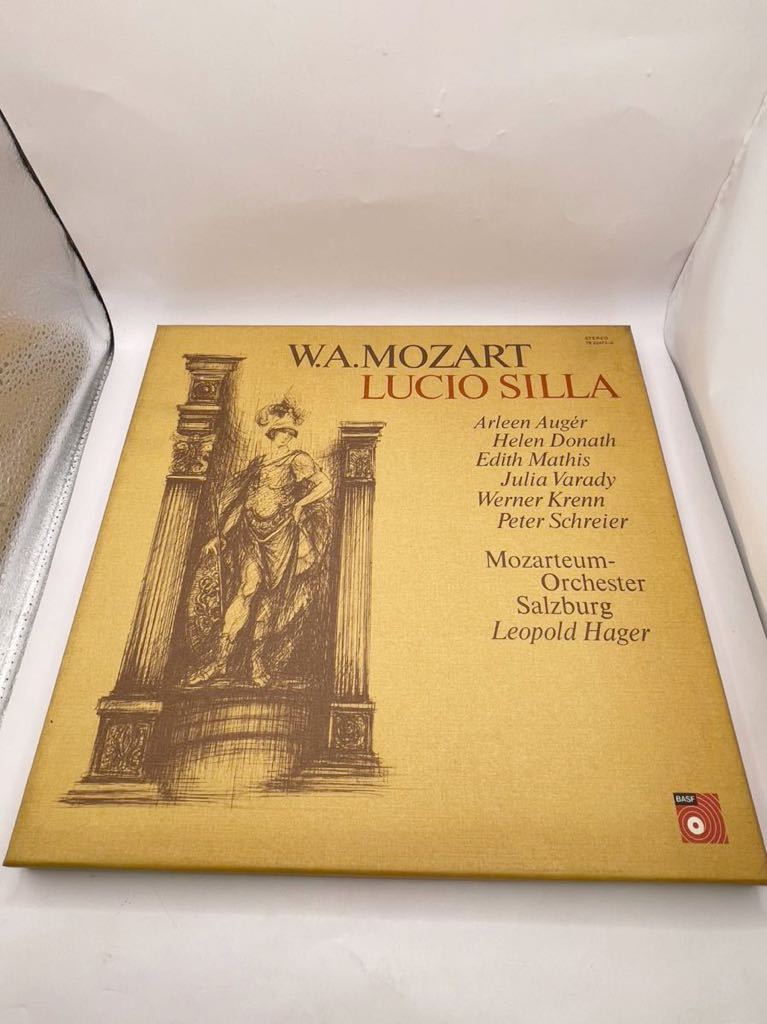 STEREO
W.A.MOZART
LUCIO SILLA
Arleen Augér
Helen Donath
Edith Mathis
Julia Varady
Werner Krenn
Peter Schreier
Mozarteum-
Orchester
Salzburg
Leopold Hager
BASF